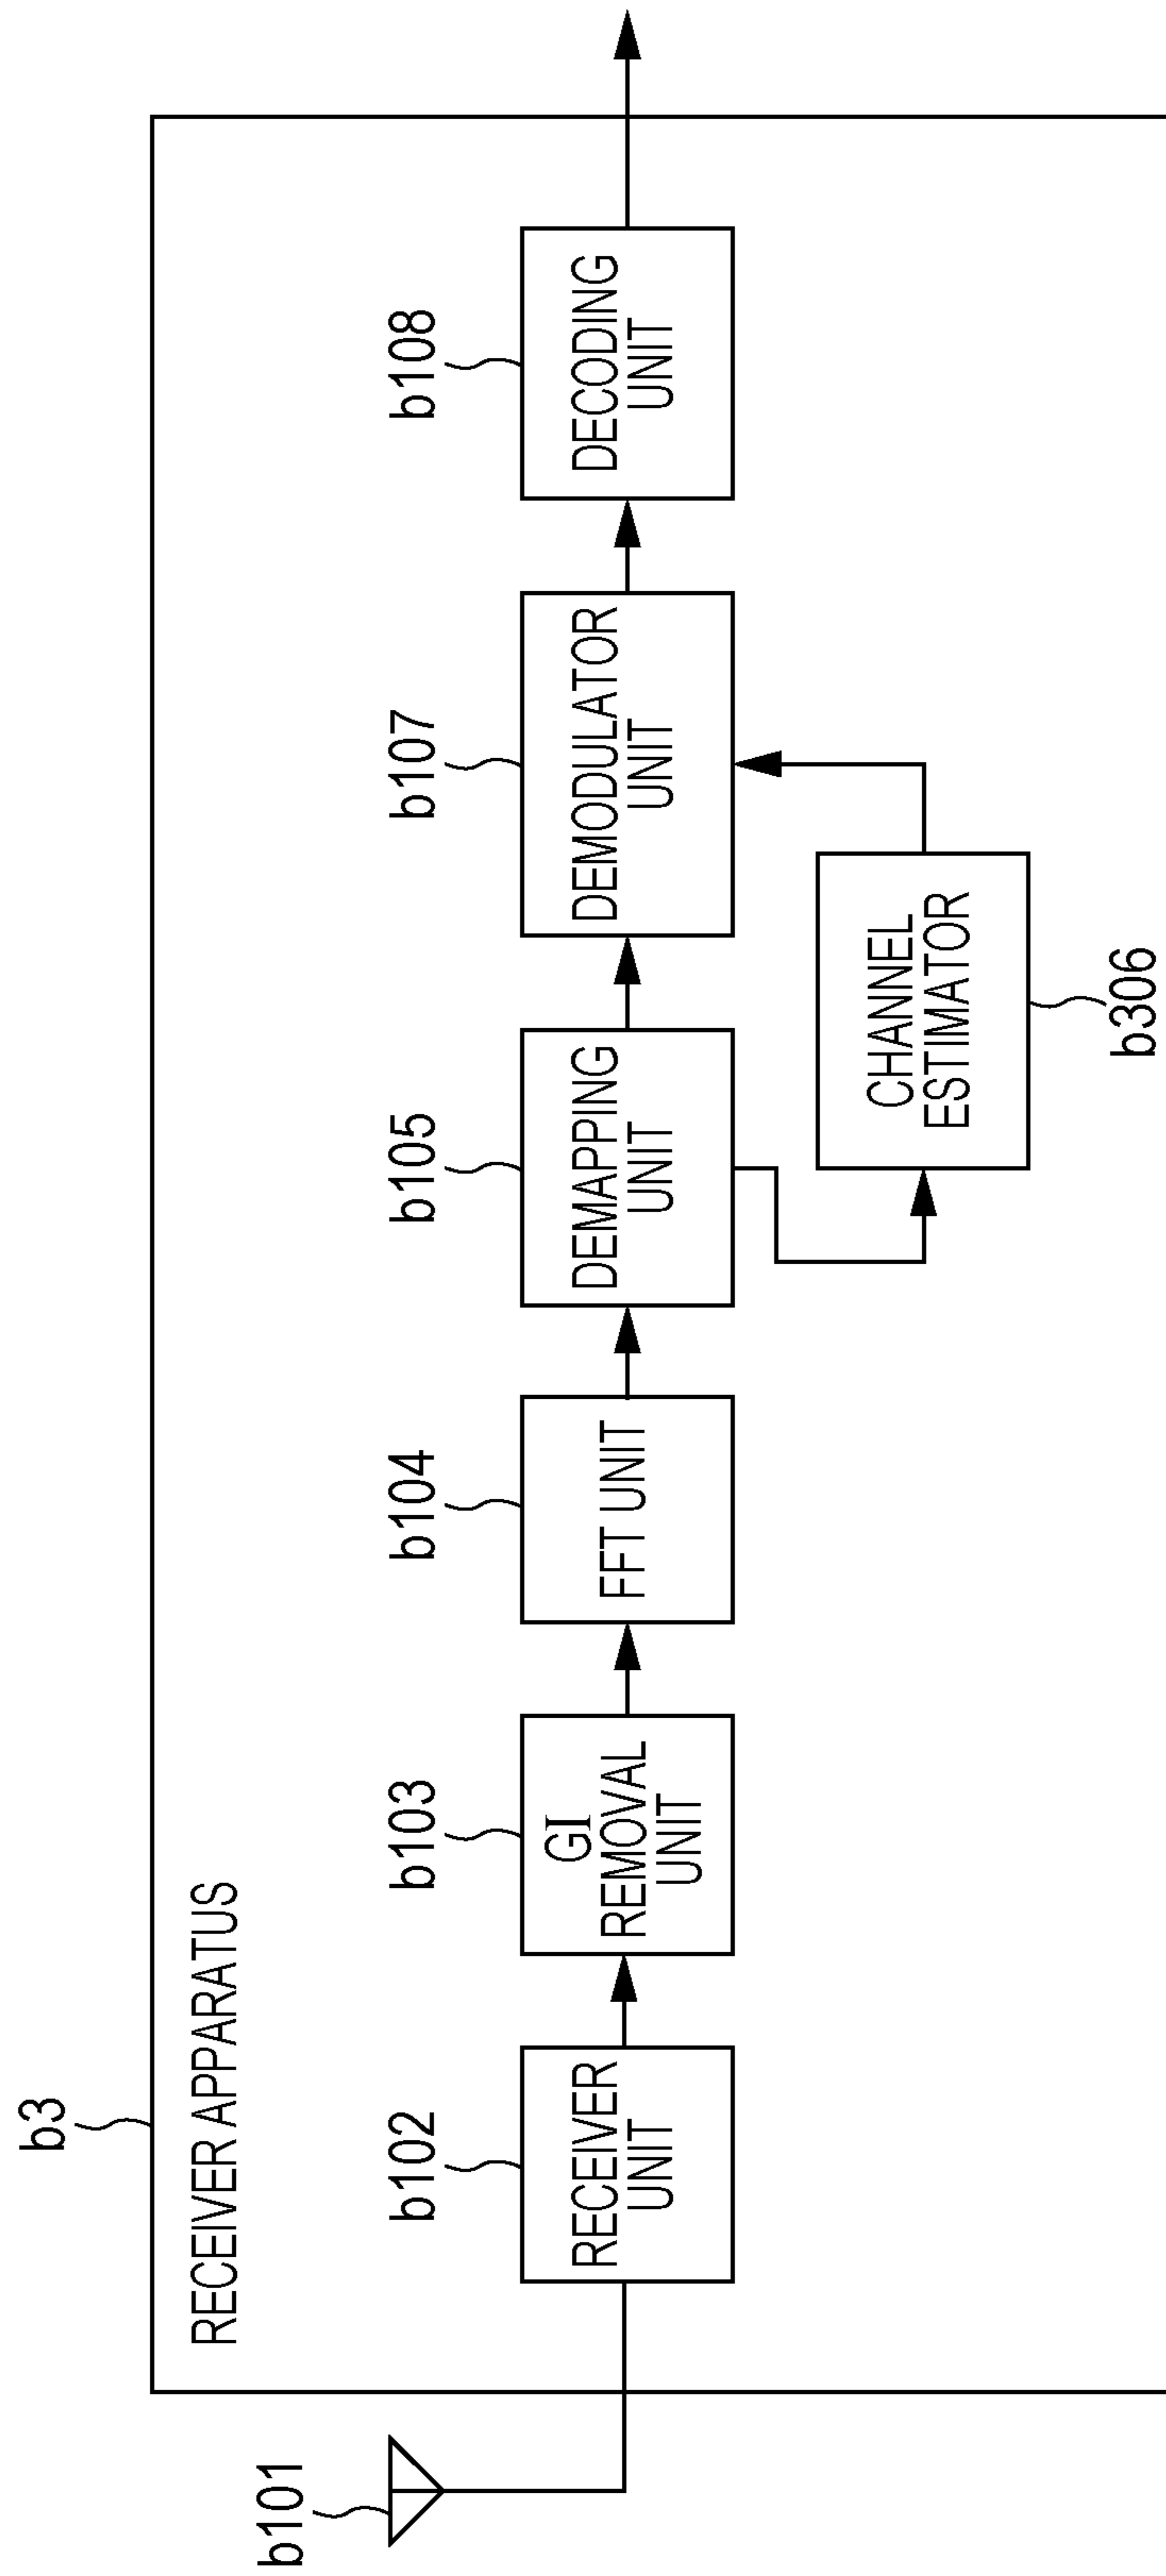 b3
RECEIVER APPARATUS
b101
b102
RECEIVER
UNIT
b103
GI
REMOVAL
UNIT
b104
FFT UNIT
b105
DEMAPPING
UNIT
b107
DEMODULATOR
UNIT
b108
DECODING
UNIT
CHANNEL
ESTIMATOR
b306